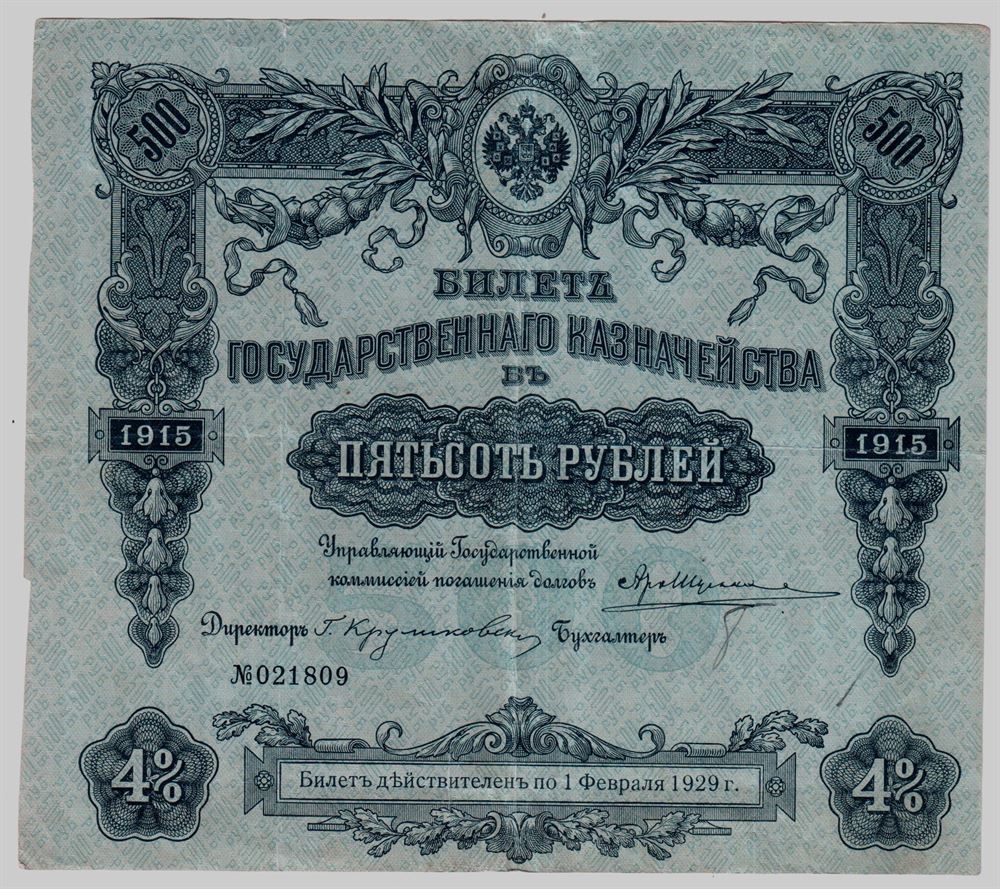 500 500
БИЛЕТЪ
ГОСУДАРСТВЕННАГО КАЗНАЧЕЙСТВА
ВЪ
1915 1915
ПЯТЬСОТЪ РУБЛЕЙ
Управляющій Государственной
коммиссіей погашенія долговъ
500
Директоръ Г. Бухгалтеръ
№021809
4% 4%
Билетъ дѣйствителенъ по 1 Февраля 1929 г.